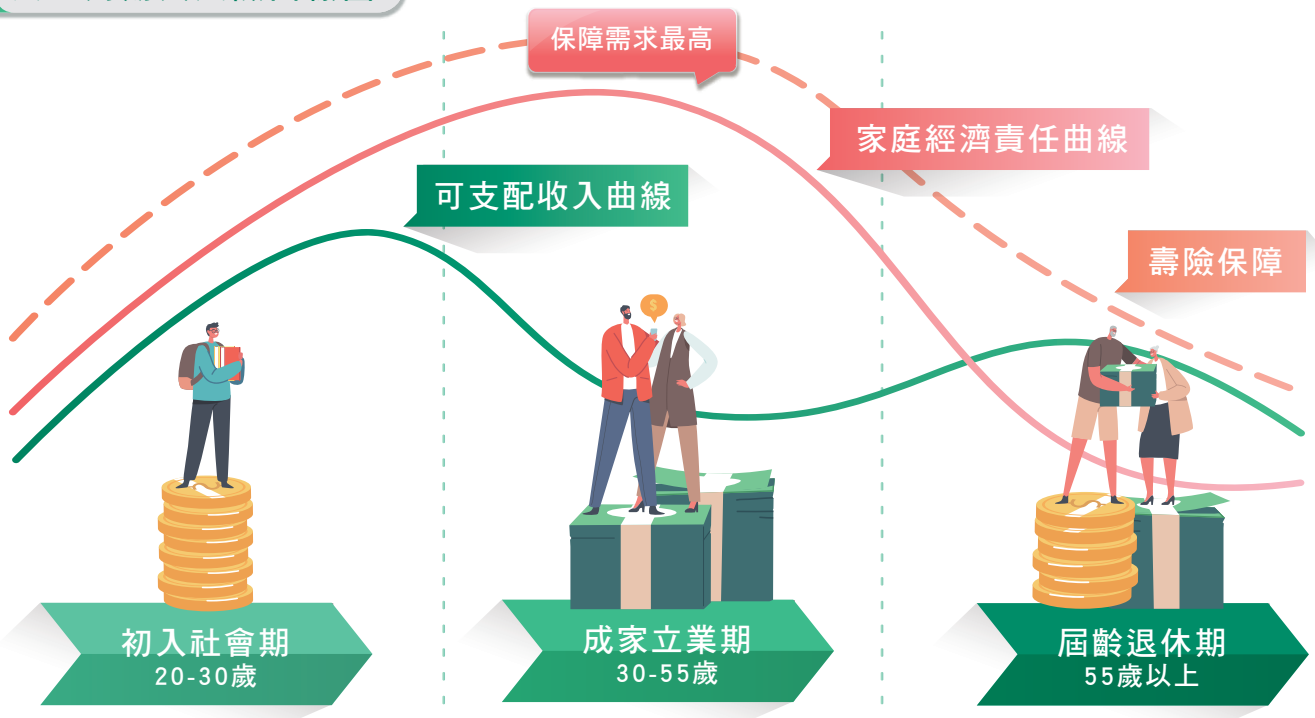 保障需求最高
家庭經濟責任曲線
可支配收入曲線
壽險保障
$
初入社會期
20-30歲
成家立業期
30-55歲
屆齡退休期
55歲以上